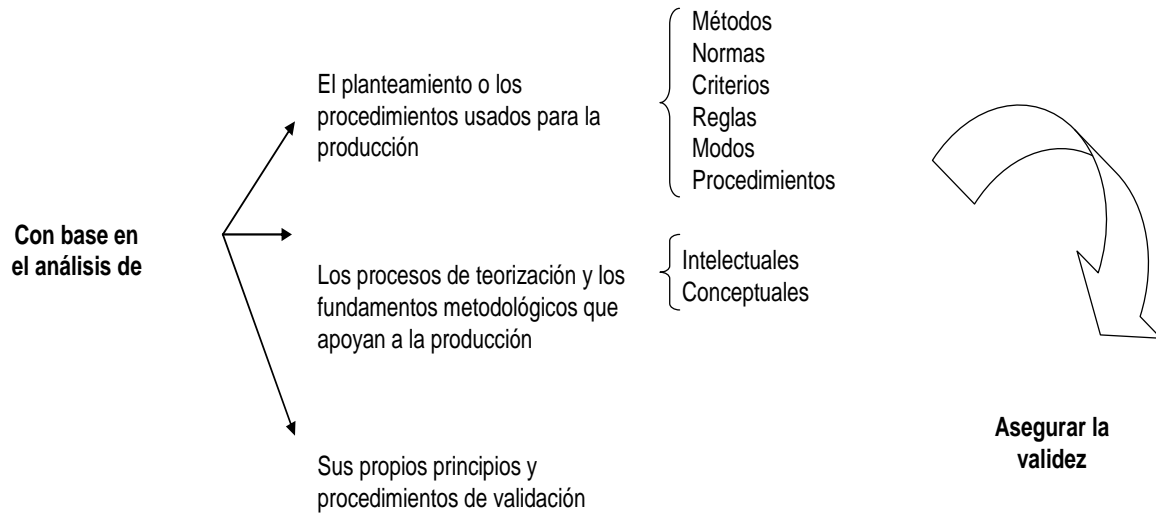 Con base en
el análisis de
El planteamiento o los
procedimientos usados para la
producción
Métodos
Normas
Criterios
Reglas
Modos
Procedimientos
Los procesos de teorización y los
fundamentos metodológicos que
apoyan a la producción
Intelectuales
Conceptuales
Sus propios principios y
procedimientos de validación
Asegurar la
validez